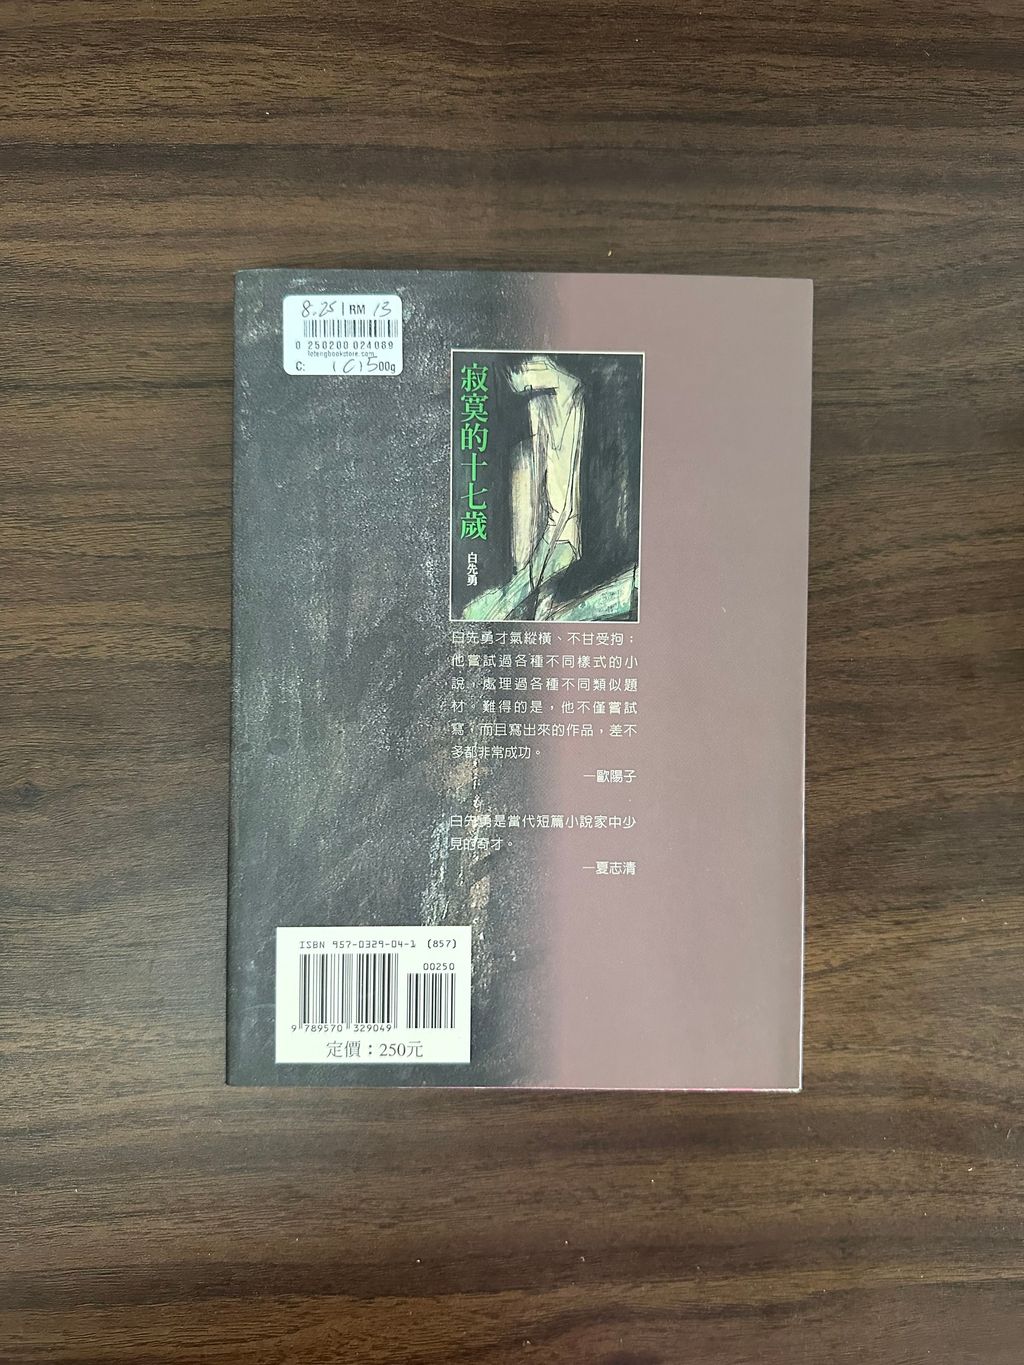 8.25 RM 13
0 250200 024089
totengbookstore.com
C: 00g
寂寞的十七歲
白先勇
白先勇才氣縱橫、不甘受拘；
他嘗試過各種不同樣式的小
說，處理過各種不同類似題
材。難得的是，他不僅嘗試
寫，而且寫出來的作品，差不
多都非常成功。
—歐陽子
白先勇是當代短篇小說家中少
見的奇才。
—夏志清
ISBN 957-0329-04-1 (857)
00250
9 789570 329049
定價：250元